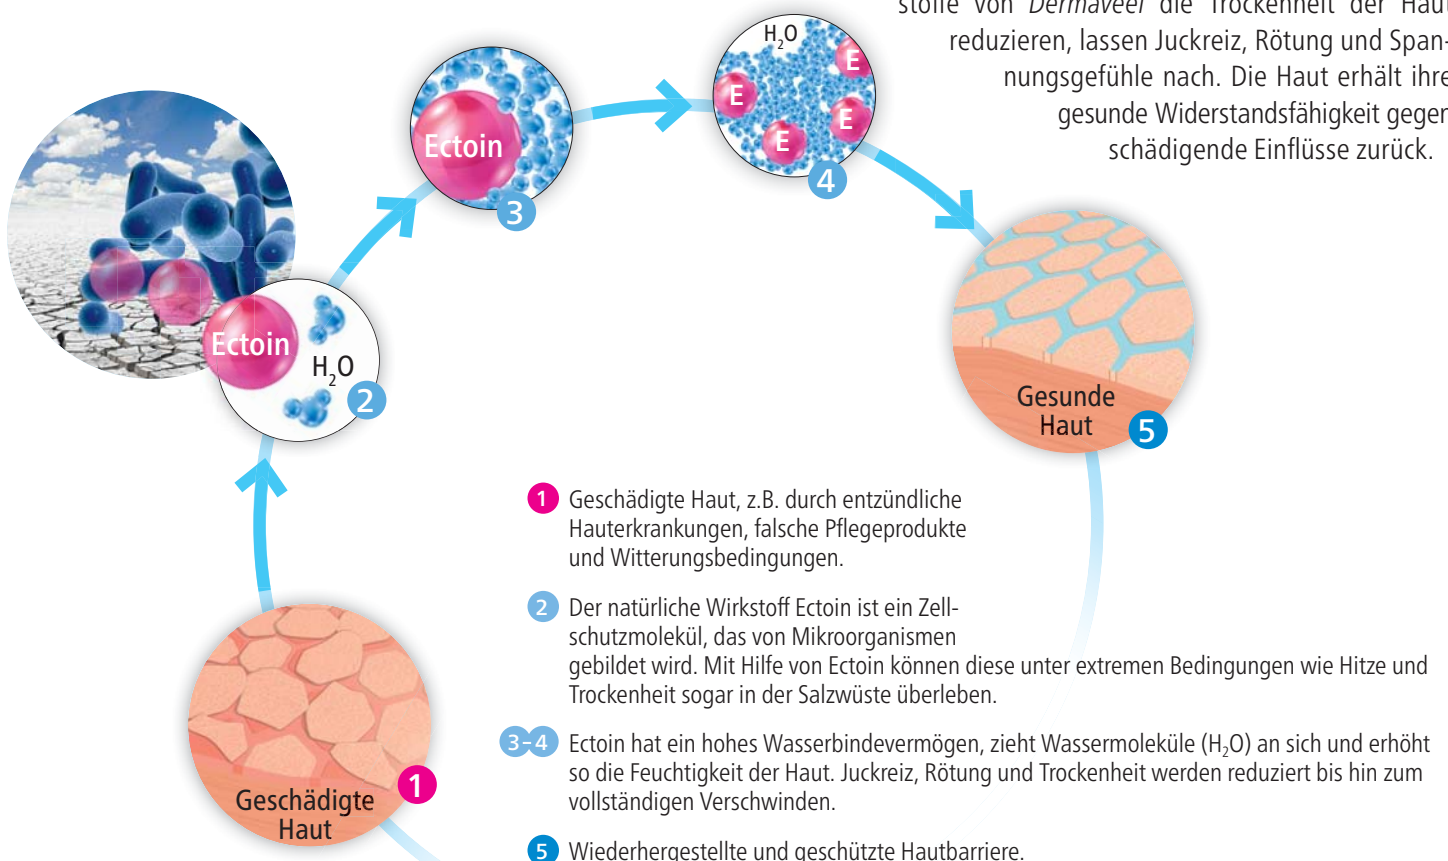 stoffe von Dermaveel die Trockenheit der Haut
reduzieren, lassen Juckreiz, Rötung und Span-
nungsgefühle nach. Die Haut erhält ihre
gesunde Widerstandsfähigkeit gegen
schädigende Einflüsse zurück.
H₂O
E
E
E
E
4
Ectoin
3
Ectoin
H₂O
2
Gesunde
Haut
5
1 Geschädigte Haut, z.B. durch entzündliche
Hauterkrankungen, falsche Pflegeprodukte
und Witterungsbedingungen.
2 Der natürliche Wirkstoff Ectoin ist ein Zell-
schutzmolekül, das von Mikroorganismen
gebildet wird. Mit Hilfe von Ectoin können diese unter extremen Bedingungen wie Hitze und
Trockenheit sogar in der Salzwüste überleben.
3-4 Ectoin hat ein hohes Wasserbindevermögen, zieht Wassermoleküle (H₂O) an sich und erhöht
so die Feuchtigkeit der Haut. Juckreiz, Rötung und Trockenheit werden reduziert bis hin zum
vollständigen Verschwinden.
5 Wiederhergestellte und geschützte Hautbarriere.
Geschädigte
Haut
1